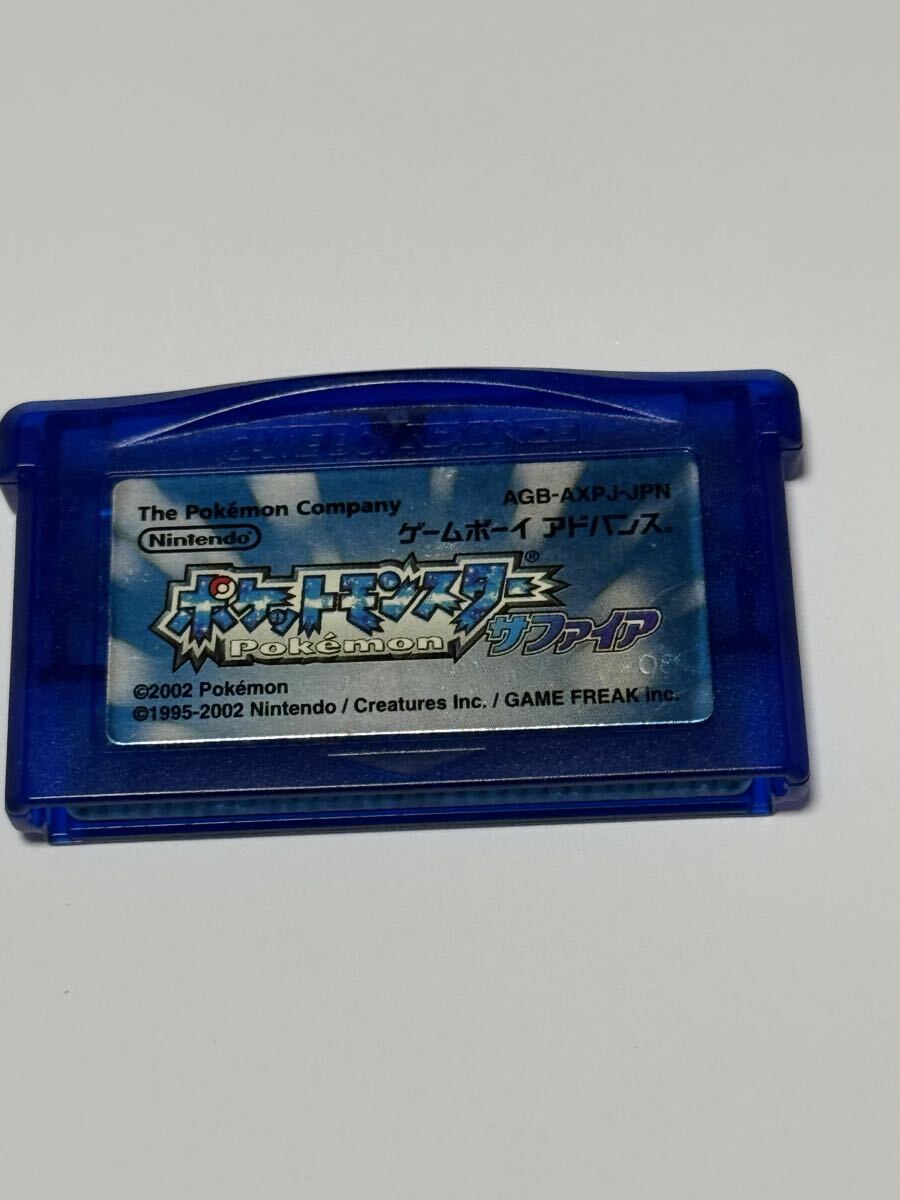 GAME BOY ADVANCE
The Pokémon Company
AGB-AXPJ-JPN
Nintendo
ゲームボーイ アドバンス®
ポケットモンスター®
Pokémon
サファイア
©2002 Pokémon
©1995-2002 Nintendo / Creatures Inc. / GAME FREAK inc.